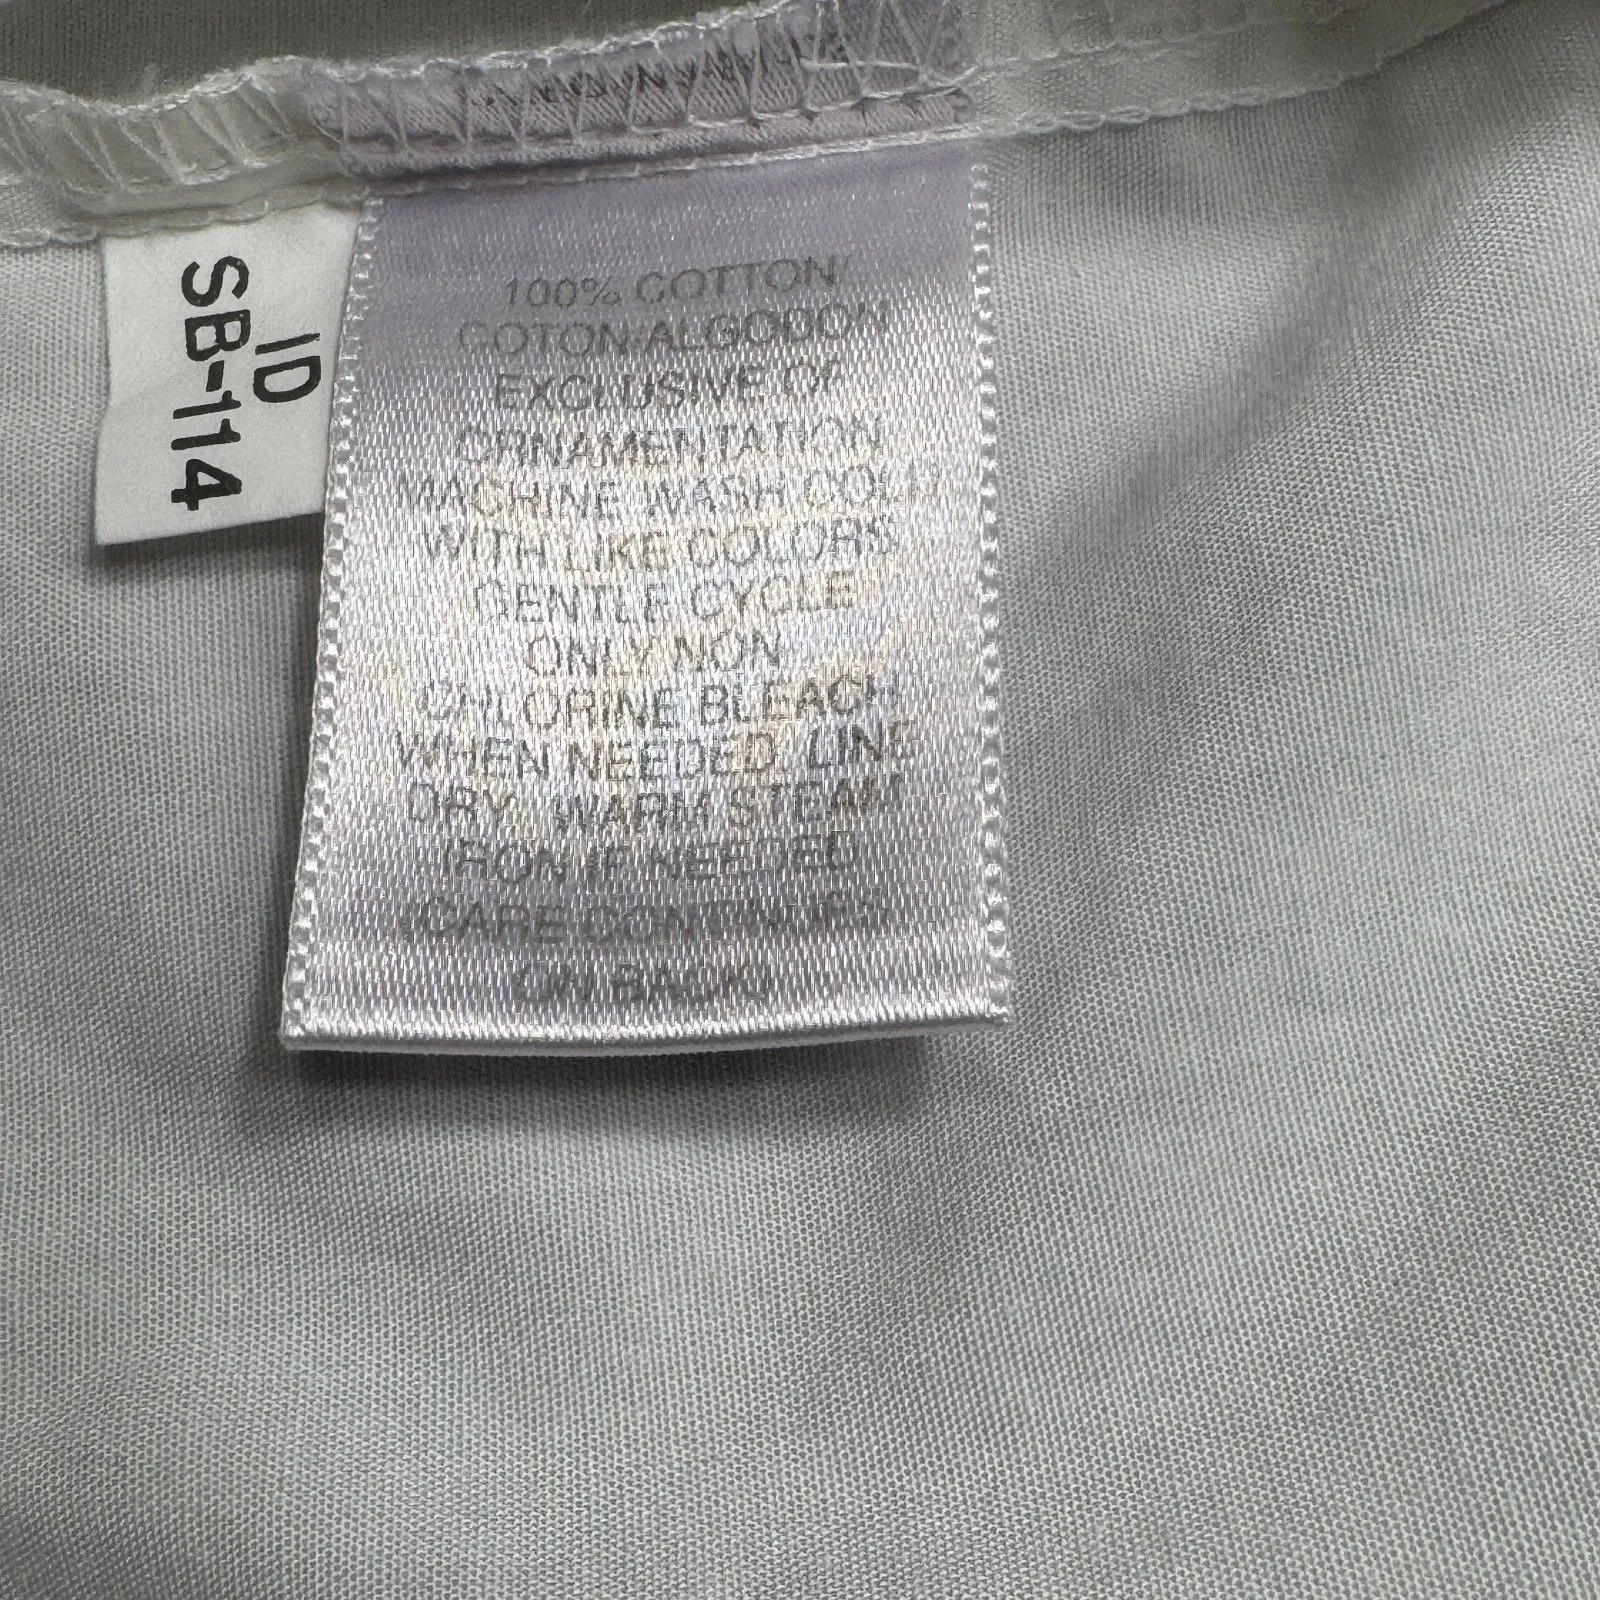 ID
SB-114
100% COTTON/
COTON/ALGODON
EXCLUSIVE OF
ORNAMENTATION
MACHINE WASH COLD
WITH LIKE COLORS
GENTLE CYCLE
ONLY NON
CHLORINE BLEACH
WHEN NEEDED, LINE
DRY, WARM STEAM
IRON IF NEEDED
(CARE
ON BACK)